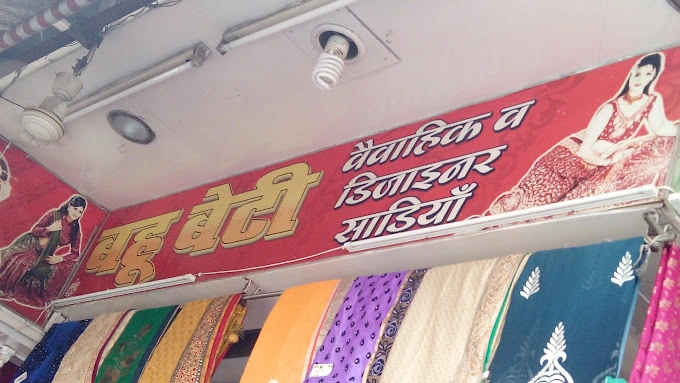 बहू बेटी
वैवाहिक व
डिजाइनर
साडियाँ